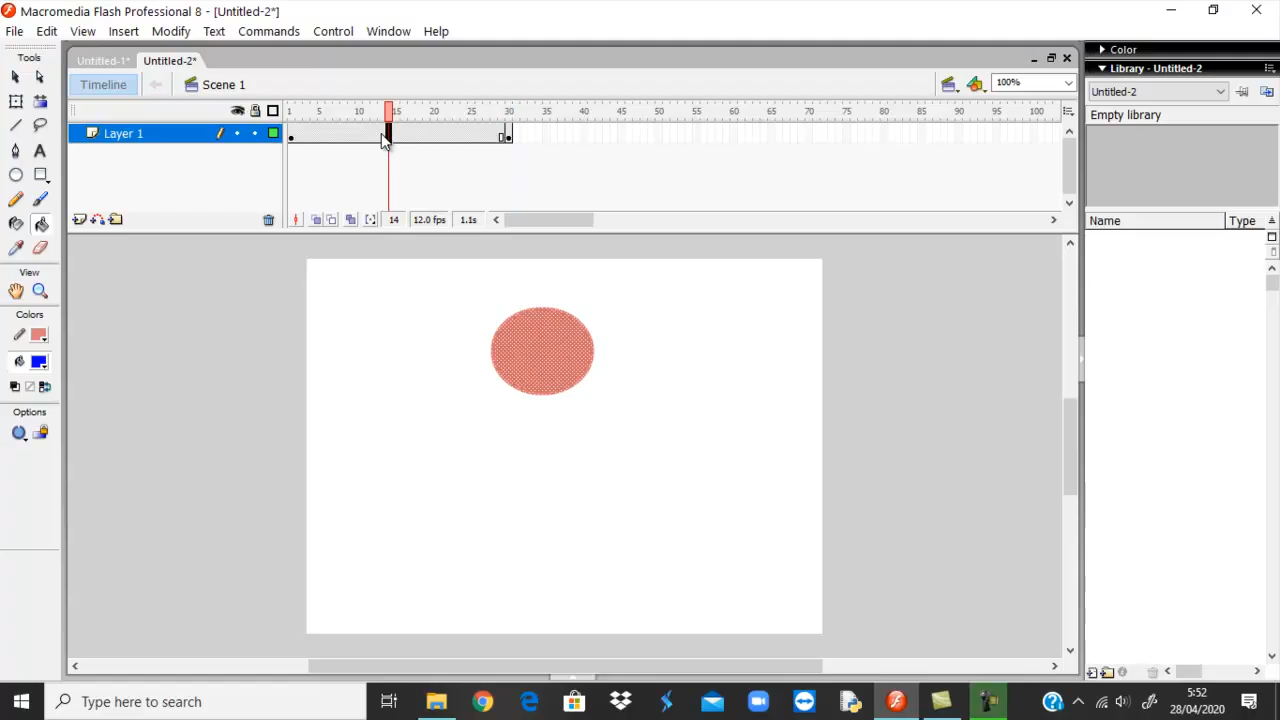 Macromedia Flash Professional 8 - [Untitled-2*]
File Edit View Insert Modify Text Commands Control Window Help
Tools
Untitled-1* Untitled-2*
Timeline Scene 1 100%
1 5 10 15 20 25 30 35 40 45 50 55 60 65 70 75 80 85 90 95 100
Layer 1
14 12.0 fps 1.1s
View
Colors
Options
Color
Library - Untitled-2
Untitled-2
Empty library
Name Type
Type here to search
5:52
28/04/2020